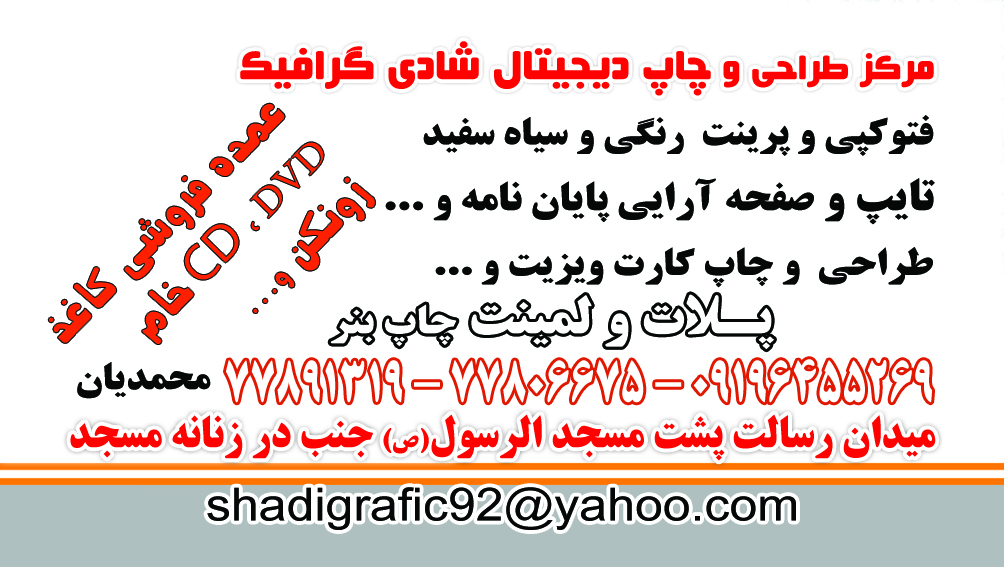 مرکز طراحی و چاپ دیجیتال شادی گرافیک
فتوکپی و پرینت رنگی و سیاه سفید
تایپ و صفحه آرایی پایان نامه و ...
طراحی و چاپ کارت ویزیت و ...
عمده فروشی کاغذ
خام CD ، DVD
زونکن و...
پـــلات و لمینت چاپ بنر
۰۹۱۹۶۴۵۵۲۶۹ – ۷۷۸۰۶۶۷۵ – ۷۷۸۹۱۳۱۹ محمدیان
میدان رسالت پشت مسجد الرسول(ص) جنب در زنانه مسجد
shadigrafic92@yahoo.com